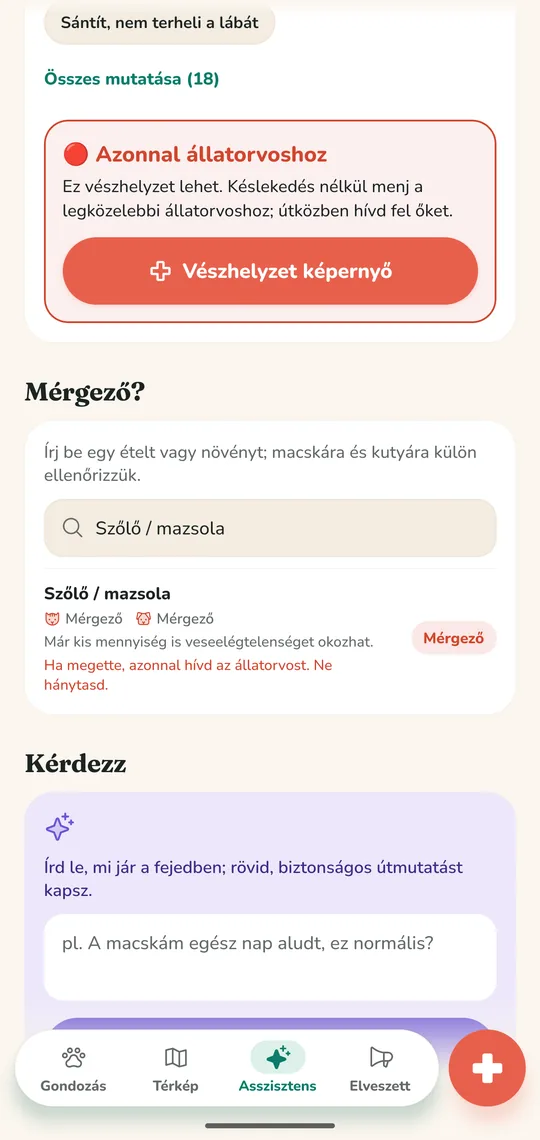 Sántít, nem terheli a lábát
Összes mutatása (18)
Azonnal állatorvoshoz
Ez vészhelyzet lehet. Késlekedés nélkül menj a
legközelebbi állatorvoshoz; útközben hívd fel őket.
Vészhelyzet képernyő
Mérgező?
Írj be egy ételt vagy növényt; macskára és kutyára külön
ellenőrizzük.
Szőlő / mazsola
Szőlő / mazsola
Mérgező Mérgező
Már kis mennyiség is veseelégtelenséget okozhat.
Mérgező
Ha megette, azonnal hívd az állatorvost. Ne
hánytasd.
Kérdezz
Írd le, mi jár a fejedben; rövid, biztonságos útmutatást
kapsz.
pl. A macskám egész nap aludt, ez normális?
Gondozás Térkép Asszisztens Elveszett